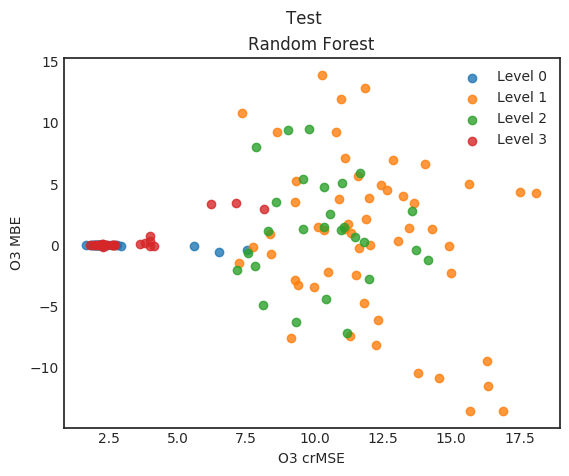 Test
Random Forest
Level 0
Level 1
Level 2
Level 3
15
10
5
0
−5
−10
O3 MBE
2.5 5.0 7.5 10.0 12.5 15.0 17.5
O3 crMSE